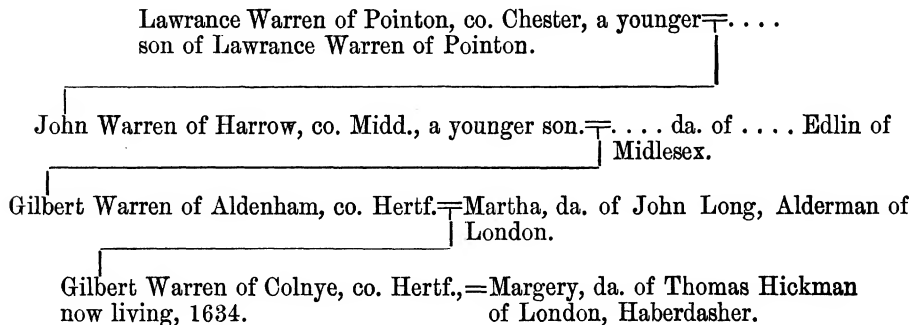 Lawrance Warren of Pointon, co. Chester, a younger=. . . .
son of Lawrance Warren of Pointon.
John Warren of Harrow, co. Midd., a younger son.=. . . . da. of . . . . Edlin of
Midlesex.
Gilbert Warren of Aldenham, co. Hertf.=Martha, da. of John Long, Alderman of
London.
Gilbert Warren of Colnye, co. Hertf.,=Margery, da. of Thomas Hickman
now living, 1634. of London, Haberdasher.